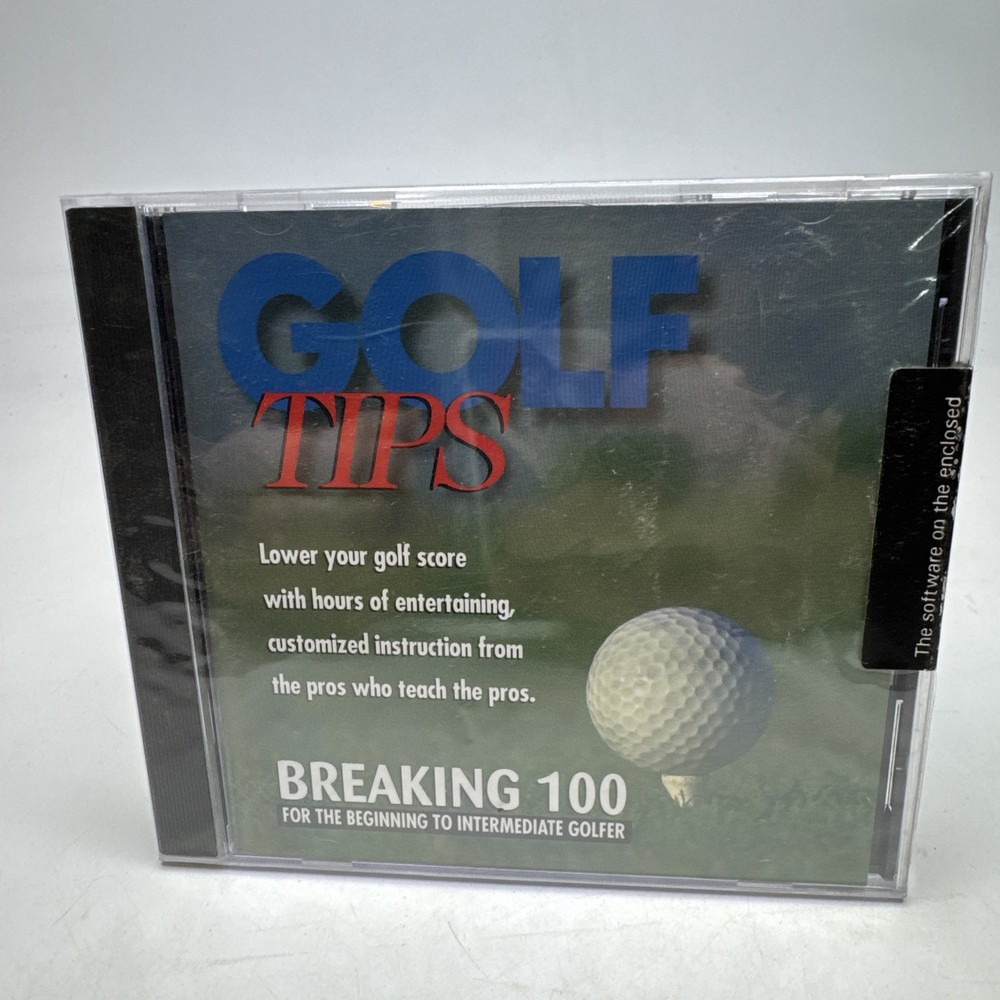 GOLF
TIPS
Lower your golf score
with hours of entertaining,
customized instruction from
the pros who teach the pros.
BREAKING 100
FOR THE BEGINNING TO INTERMEDIATE GOLFER
The software on the enclosed